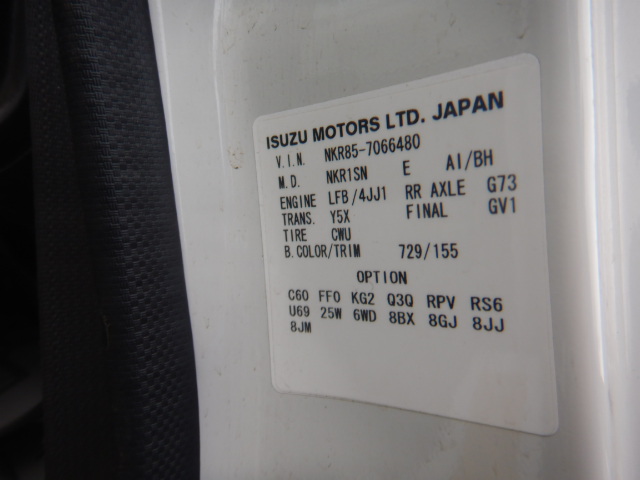 ISUZU MOTORS LTD. JAPAN
V.I.N. NKR85-7066480
M.D. NKR1SN E AI/BH
ENGINE LFB/4JJ1 RR AXLE G73
TRANS. Y5X FINAL GV1
TIRE CWU
B.COLOR/TRIM 729/155
OPTION
C60 FF0 KG2 Q3Q RPV RS6
U69 25W 6WD 8BX 8GJ 8JJ
8JM